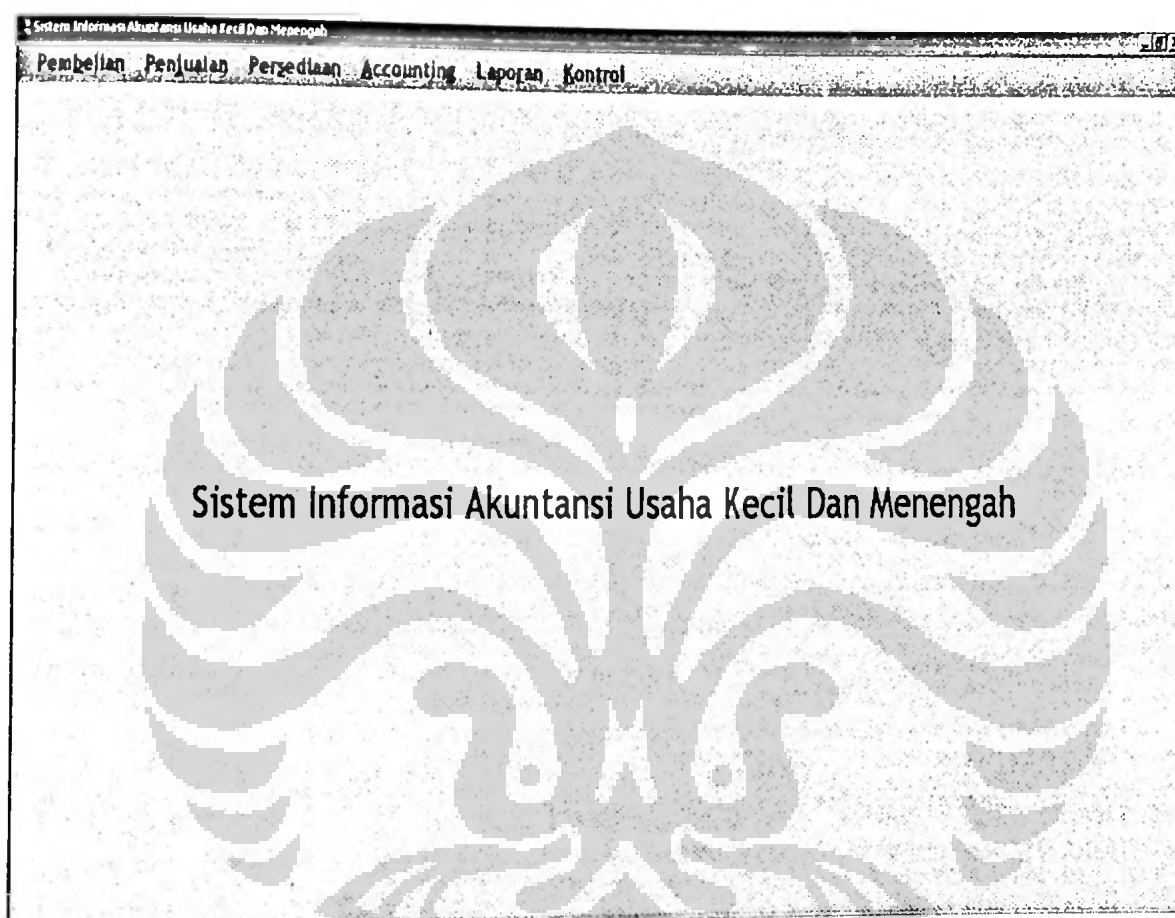 Sistem Informasi Akuntansi Usaha Kecil Dan Menengah
Pembelian Penjualan Persediaan Accounting Laporan Kontrol
Sistem Informasi Akuntansi Usaha Kecil Dan Menengah